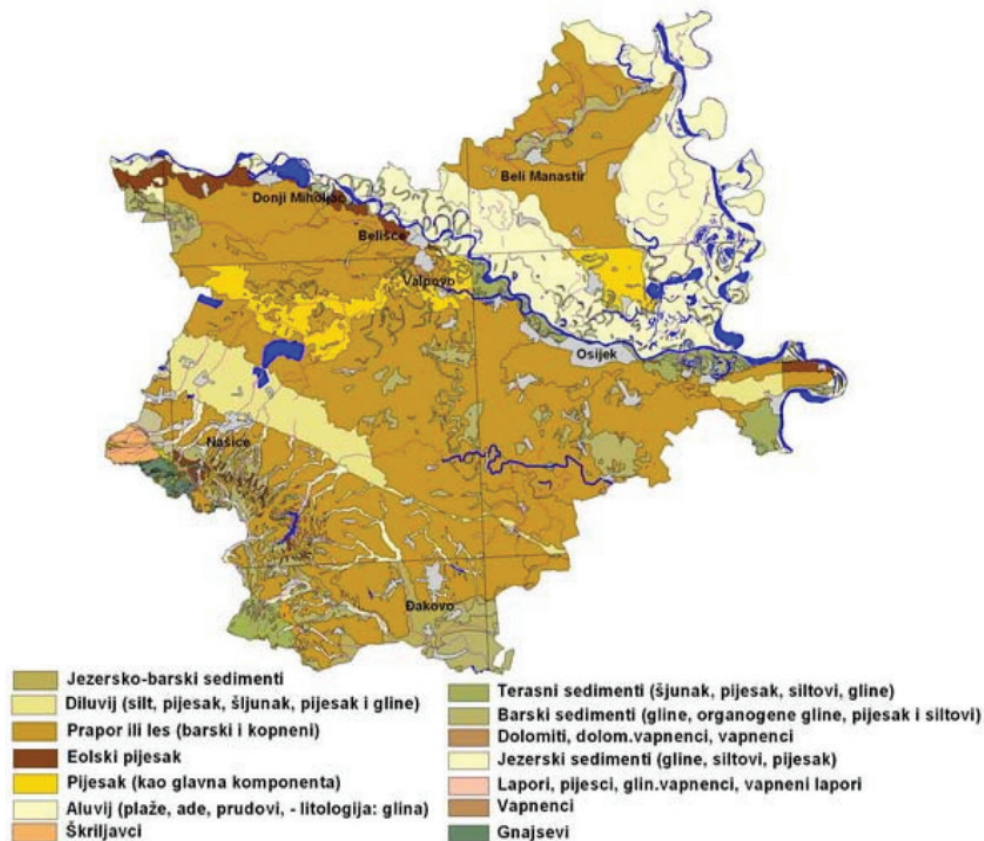 Beli Manastir
Donji Miholjac
Belišće
Valpovo
Osijek
Našice
Đakovo
Jezersko-barski sedimenti
Diluvij (silt, pijesak, šljunak, pijesak i gline)
Prapor ili les (barski i kopneni)
Eolski pijesak
Pijesak (kao glavna komponenta)
Aluvij (plaže, ade, prudovi, - litologija: glina)
Škriljavci
Terasni sedimenti (šjunak, pijesak, siltovi, gline)
Barski sedimenti (gline, organogene gline, pijesak i siltovi)
Dolomiti, dolom.vapnenci, vapnenci
Jezerski sedimenti (gline, siltovi, pijesak)
Lapori, pijesci, glin.vapnenci, vapneni lapori
Vapnenci
Gnajsevi